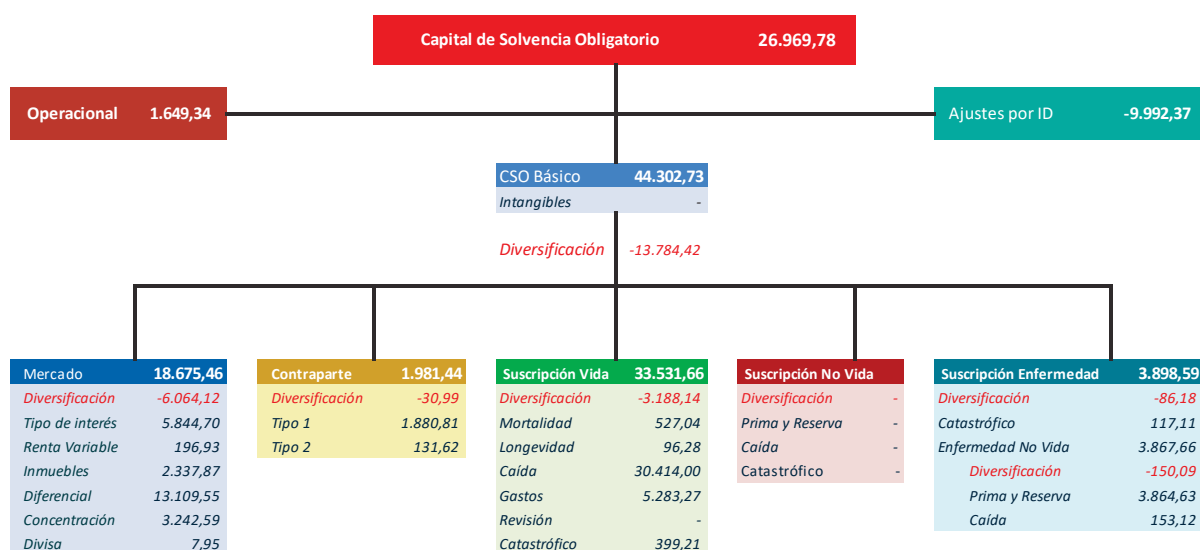 Capital de Solvencia Obligatorio 26.969,78
Operacional 1.649,34
Ajustes por ID -9.992,37
CSO Básico 44.302,73
Intangibles -
Diversificación -13.784,42
Mercado 18.675,46
Diversificación -6.064,12
Tipo de interés 5.844,70
Renta Variable 196,93
Inmuebles 2.337,87
Diferencial 13.109,55
Concentración 3.242,59
Divisa 7,95
Contraparte 1.981,44
Diversificación -30,99
Tipo 1 1.880,81
Tipo 2 131,62
Suscripción Vida 33.531,66
Diversificación -3.188,14
Mortalidad 527,04
Longevidad 96,28
Caída 30.414,00
Gastos 5.283,27
Revisión -
Catastrófico 399,21
Suscripción No Vida
Diversificación -
Prima y Reserva -
Caída -
Catastrófico -
Suscripción Enfermedad 3.898,59
Diversificación -86,18
Catastrófico 117,11
Enfermedad No Vida 3.867,66
Diversificación -150,09
Prima y Reserva 3.864,63
Caída 153,12